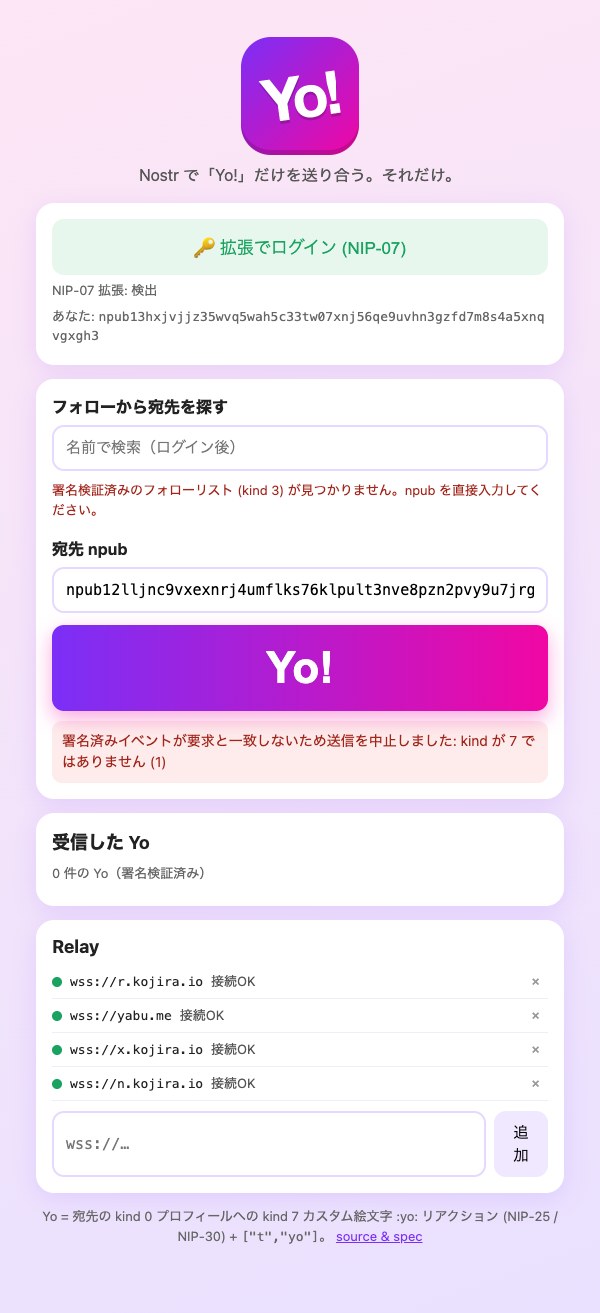 Yo!
Nostr で「Yo!」だけを送り合う。それだけ。
🔑 拡張でログイン (NIP-07)
NIP-07 拡張: 検出
あなた: npub13hxjvjjz35wvq5wah5c33tw07xnj56qe9uvhn3gzfd7m8s4a5xnq
vgxgh3
フォローから宛先を探す
名前で検索（ログイン後）
署名検証済みのフォローリスト (kind 3) が見つかりません。npub を直接入力してく
ださい。
宛先 npub
npub12lljnc9vxexnrj4umflks76klpult3nve8pzn2pvy9u7jrg
Yo!
署名済みイベントが要求と一致しないため送信を中止しました: kind が 7 で
はありません (1)
受信した Yo
0 件の Yo（署名検証済み）
Relay
wss://r.kojira.io 接続OK ×
wss://yabu.me 接続OK ×
wss://x.kojira.io 接続OK ×
wss://n.kojira.io 接続OK ×
wss://…
追
加
Yo = 宛先の kind 0 プロフィールへの kind 7 カスタム絵文字 :yo: リアクション (NIP-25 /
NIP-30) + ["t","yo"]。 source & spec